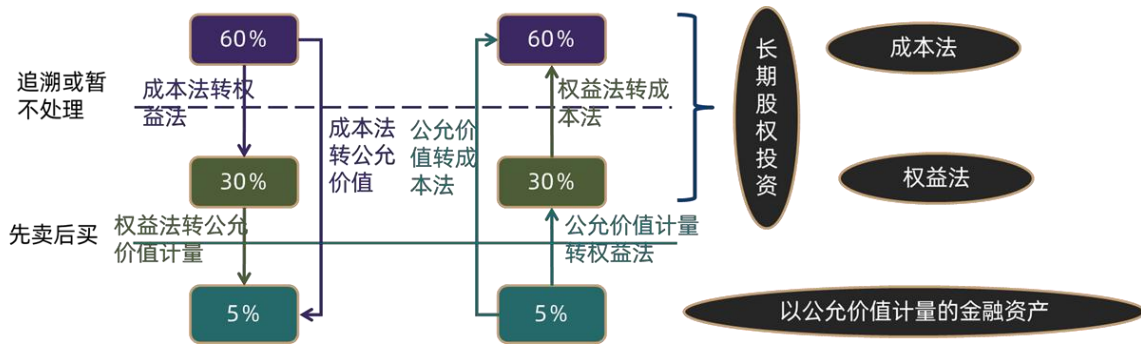 60%
60%
长期股权投资
成本法
追溯或暂
不处理
成本法转权
益法
权益法转成
本法
成本法
转公允
价值
公允价
值转成
本法
30%
30%
权益法
先卖后买
权益法转公允
价值计量
公允价值计量
转权益法
5%
5%
以公允价值计量的金融资产